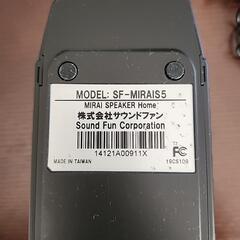 MODEL: SF-MIRAIS5
MIRAI SPEAKER Home
株式会社サウンドファン
Sound Fun Corporation
14121A00911X
MADE IN TAIWAN
FC
19CS109